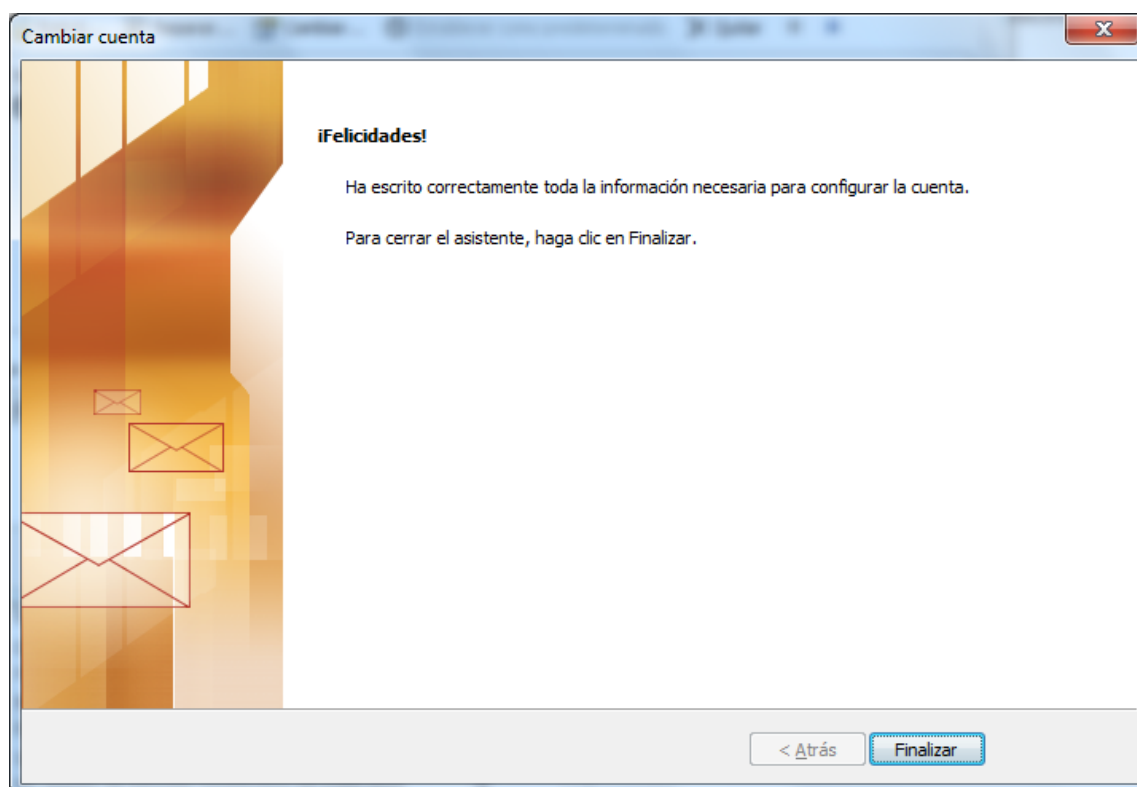 Cambiar cuenta
¡Felicidades!
Ha escrito correctamente toda la información necesaria para configurar la cuenta.
Para cerrar el asistente, haga clic en Finalizar.
< Atrás
Finalizar